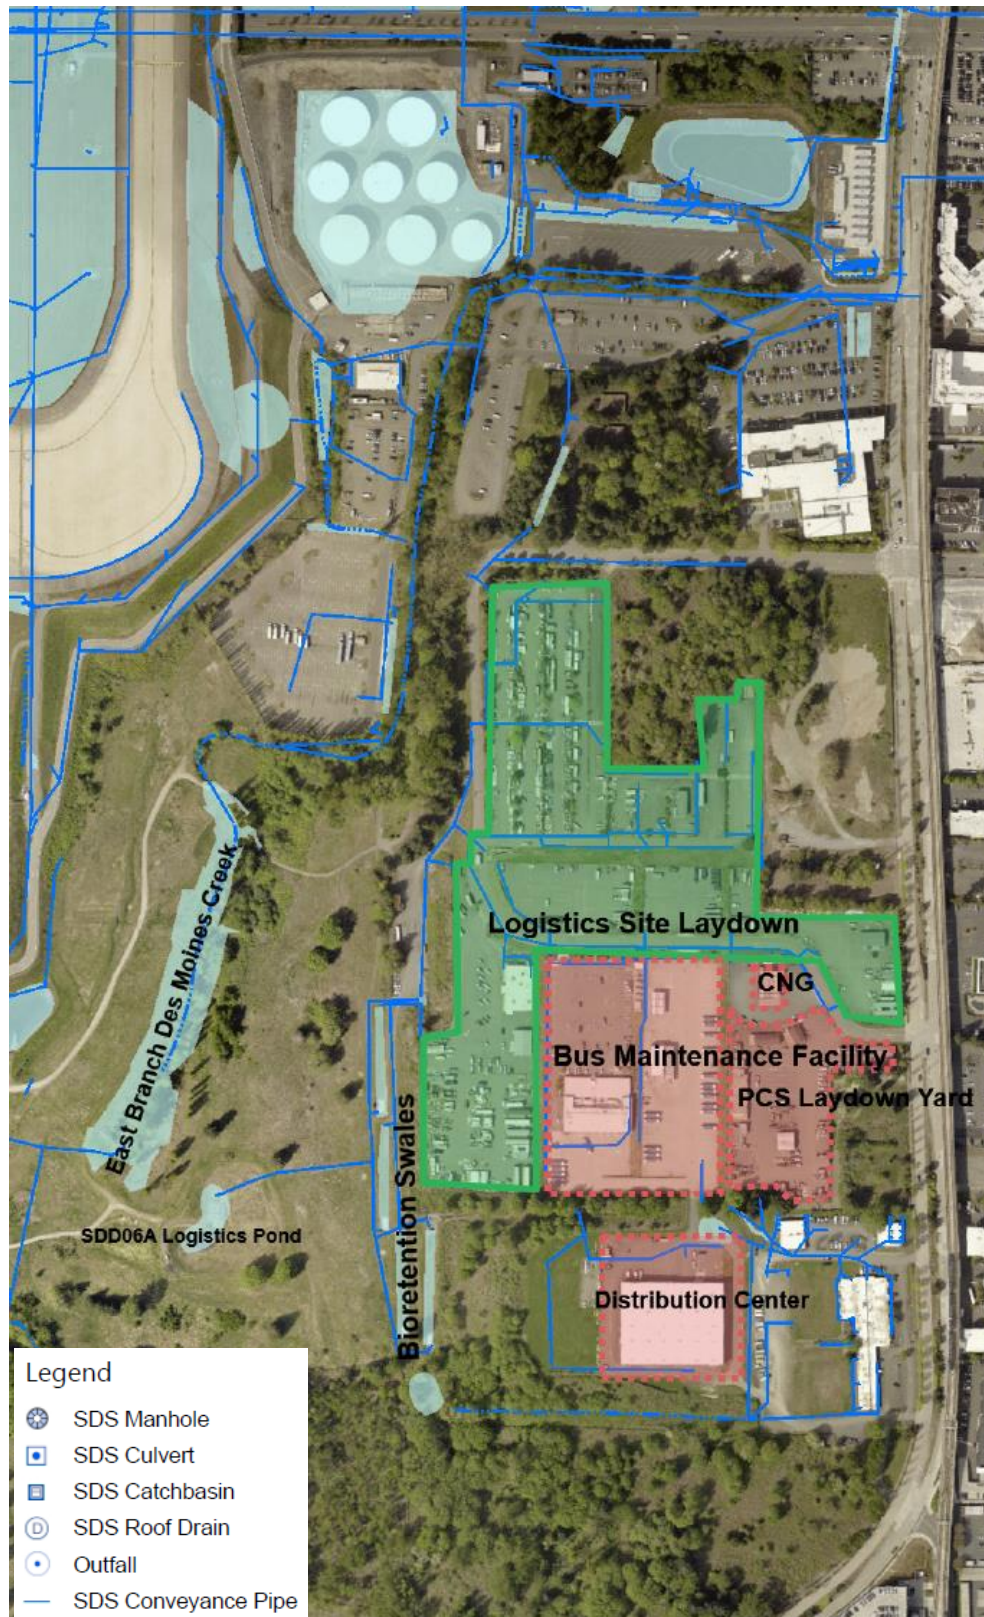 Logistics Site Laydown
CNG
Bus Maintenance Facility
PCS Laydown Yard
East Branch Des Moines Creek
Bioretention Swales
SDD06A Logistics Pond
Distribution Center
Legend
SDS Manhole
SDS Culvert
SDS Catchbasin
D SDS Roof Drain
Outfall
SDS Conveyance Pipe